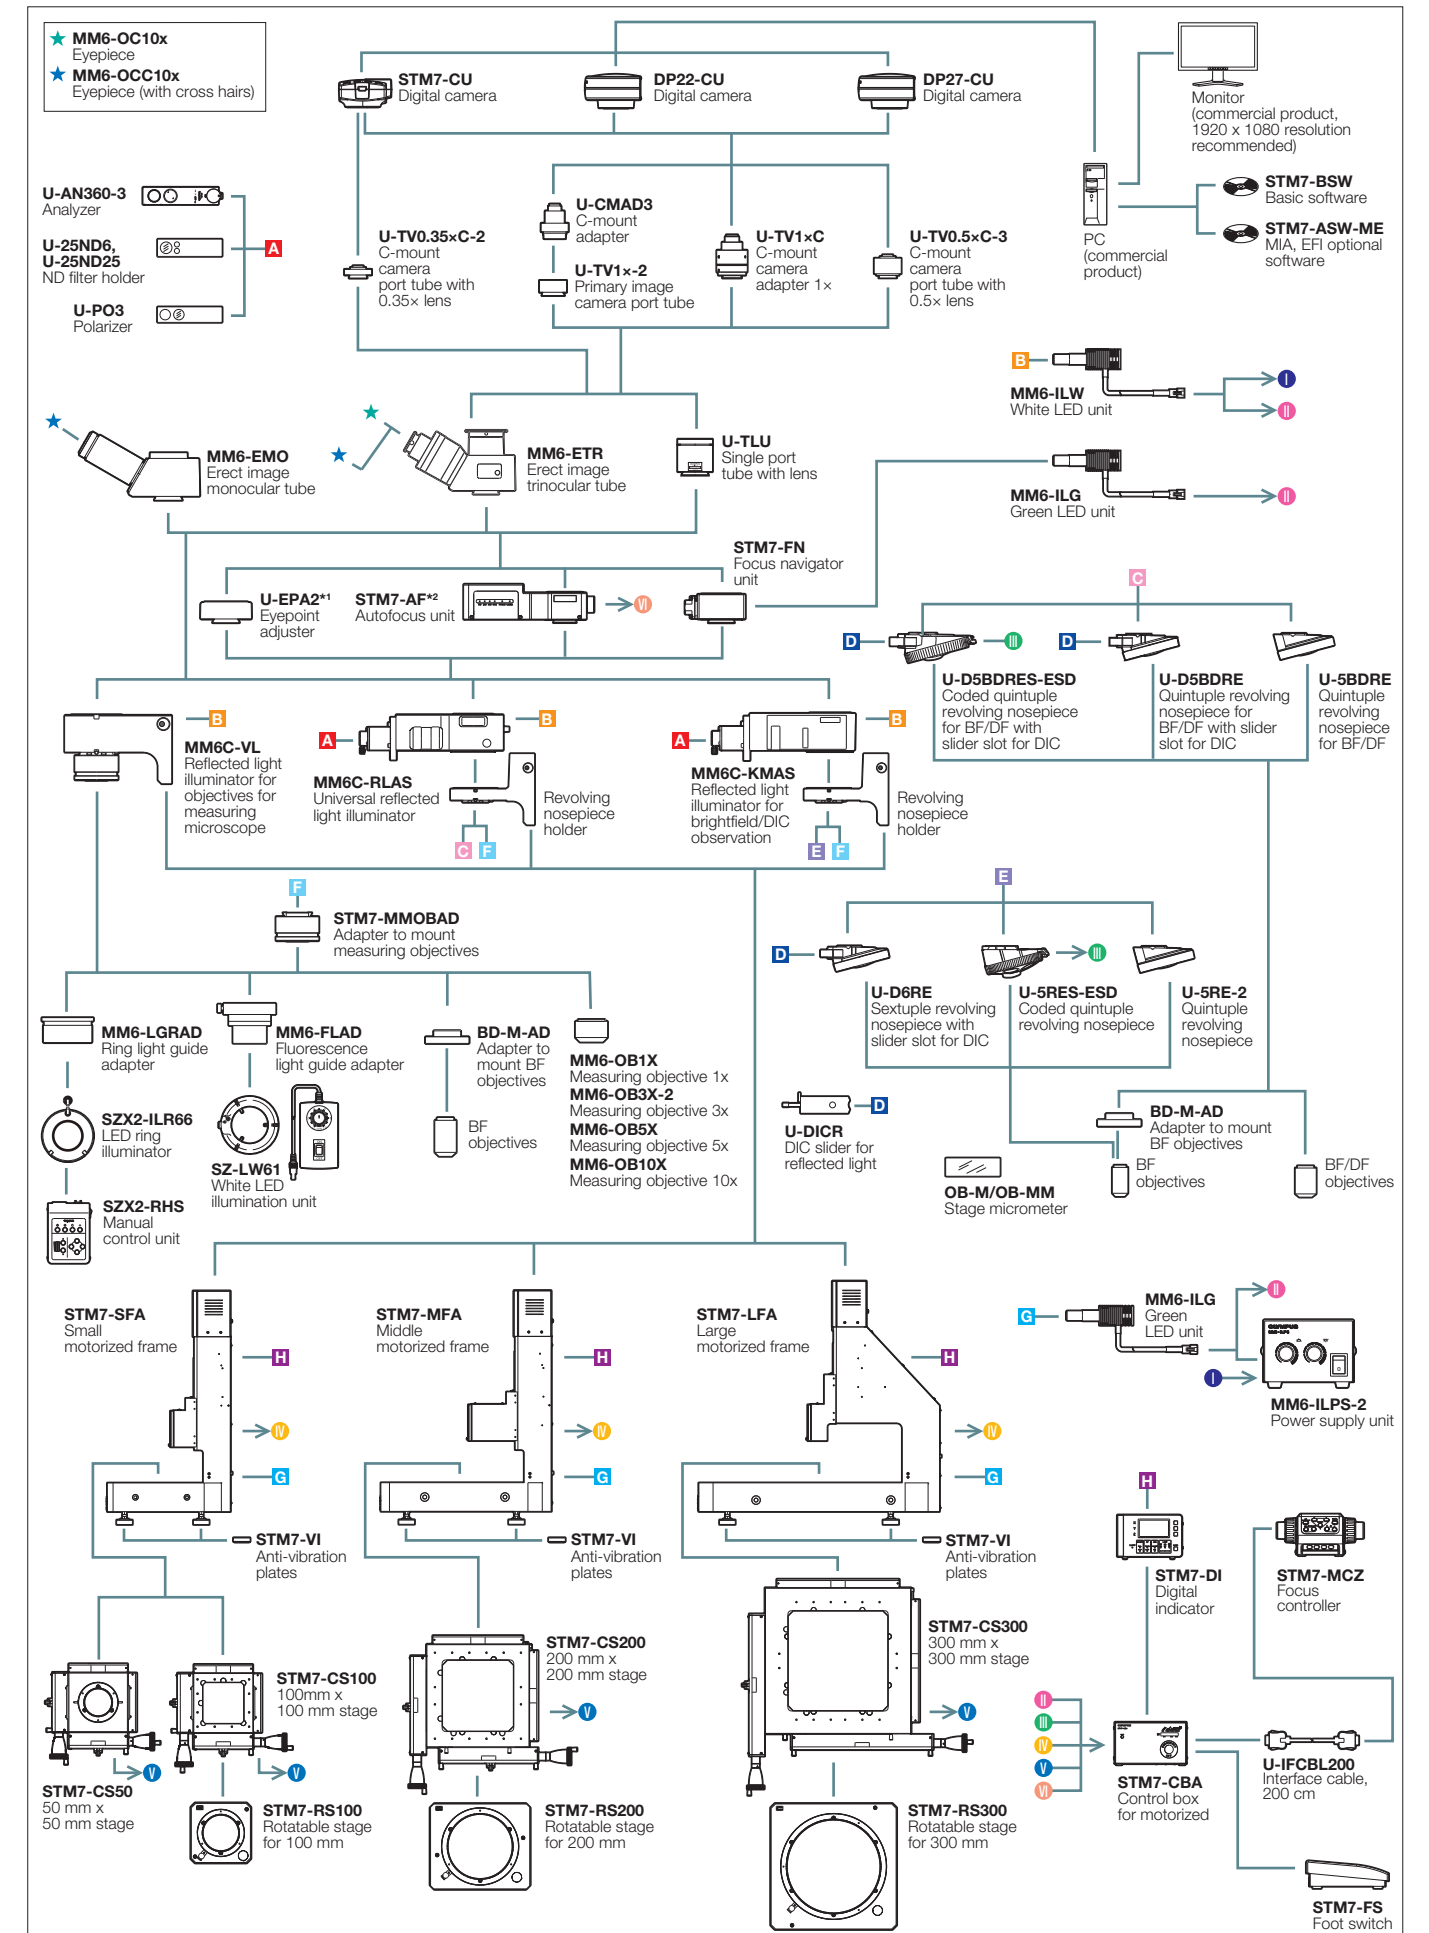 MM6-OC10x
Eyepiece
MM6-OCC10x
Eyepiece (with cross hairs)
STM7-CU
Digital camera
DP22-CU
Digital camera
DP27-CU
Digital camera
Monitor
(commercial product,
1920 x 1080 resolution
recommended)
U-AN360-3
Analyzer
U-25ND6,
U-25ND25
ND filter holder
U-PO3
Polarizer
A
U-TV0.35×C-2
C-mount
camera
port tube with
0.35× lens
U-CMAD3
C-mount
adapter
U-TV1×-2
Primary image
camera port tube
U-TV1×C
C-mount
camera
adapter 1×
U-TV0.5×C-3
C-mount
camera
port tube with
0.5× lens
PC
(commercial
product)
STM7-BSW
Basic software
STM7-ASW-ME
MIA, EFI optional
software
B
MM6-ILW
White LED unit
I
II
MM6-EMO
Erect image
monocular tube
MM6-ETR
Erect image
trinocular tube
U-TLU
Single port
tube with lens
MM6-ILG
Green LED unit
II
U-EPA2*1
Eyepoint
adjuster
STM7-AF*2
Autofocus unit
VI
STM7-FN
Focus navigator
unit
C
D
III
D
U-D5BDRES-ESD
Coded quintuple
revolving nosepiece
for BF/DF with
slider slot for DIC
U-D5BDRE
Quintuple revolving
nosepiece for
BF/DF with slider
slot for DIC
U-5BDRE
Quintuple
revolving
nosepiece
for BF/DF
B
MM6C-VL
Reflected light
illuminator for
objectives for
measuring
microscope
A
B
MM6C-RLAS
Universal reflected
light illuminator
Revolving
nosepiece
holder
C
F
A
B
MM6C-KMAS
Reflected light
illuminator for
brightfield/DIC
observation
Revolving
nosepiece
holder
E
F
F
STM7-MMOBAD
Adapter to mount
measuring objectives
E
D
III
U-D6RE
Sextuple revolving
nosepiece with
slider slot for DIC
U-5RES-ESD
Coded quintuple
revolving nosepiece
U-5RE-2
Quintuple
revolving
nosepiece
MM6-LGRAD
Ring light guide
adapter
MM6-FLAD
Fluorescence
light guide adapter
BD-M-AD
Adapter to
mount BF
objectives
MM6-OB1X
Measuring objective 1x
MM6-OB3X-2
Measuring objective 3x
MM6-OB5X
Measuring objective 5x
MM6-OB10X
Measuring objective 10x
SZX2-ILR66
LED ring
illuminator
SZ-LW61
White LED
illumination unit
BF
objectives
SZX2-RHS
Manual
control unit
D
U-DICR
DIC slider for
reflected light
OB-M/OB-MM
Stage micrometer
BD-M-AD
Adapter to mount
BF objectives
BF
objectives
BF/DF
objectives
STM7-SFA
Small
motorized frame
H
IV
G
STM7-MFA
Middle
motorized frame
H
IV
G
STM7-LFA
Large
motorized frame
H
IV
G
G
MM6-ILG
Green
LED unit
II
I
OLYMPUS
MM6-ILPS-2
Power supply unit
STM7-VI
Anti-vibration
plates
STM7-VI
Anti-vibration
plates
STM7-VI
Anti-vibration
plates
H
STM7-DI
Digital
indicator
STM7-MCZ
Focus
controller
STM7-CS50
50 mm x
50 mm stage
V
STM7-CS100
100mm x
100 mm stage
V
STM7-CS200
200 mm x
200 mm stage
V
STM7-CS300
300 mm x
300 mm stage
V
STM7-RS100
Rotatable stage
for 100 mm
STM7-RS200
Rotatable stage
for 200 mm
STM7-RS300
Rotatable stage
for 300 mm
II
III
IV
V
VI
STM7-CBA
Control box
for motorized
U-IFCBL200
Interface cable,
200 cm
STM7-FS
Foot switch